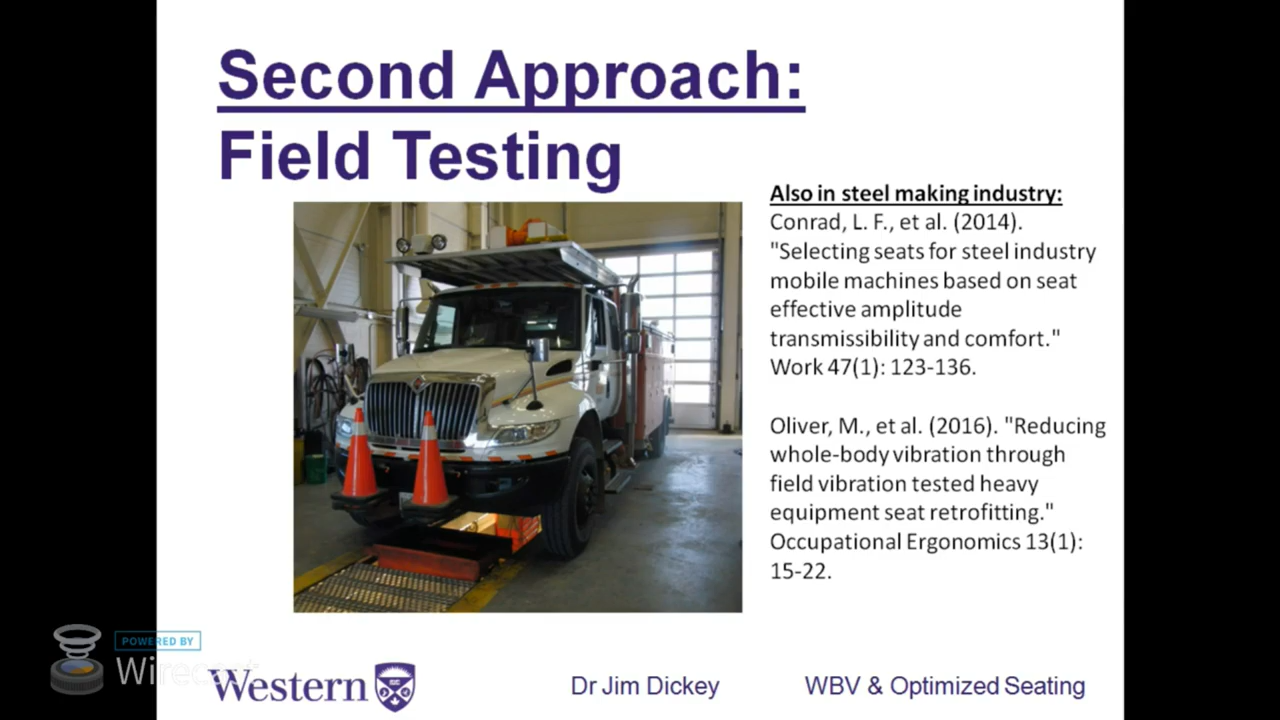 Second Approach:
Field Testing
Also in steel making industry:
Conrad, L. F., et al. (2014).
"Selecting seats for steel industry
mobile machines based on seat
effective amplitude
transmissibility and comfort."
Work 47(1): 123-136.
Oliver, M., et al. (2016). "Reducing
whole-body vibration through
field vibration tested heavy
equipment seat retrofitting."
Occupational Ergonomics 13(1):
15-22.
POWERED BY
Wirecast
Western
Dr Jim Dickey
WBV & Optimized Seating